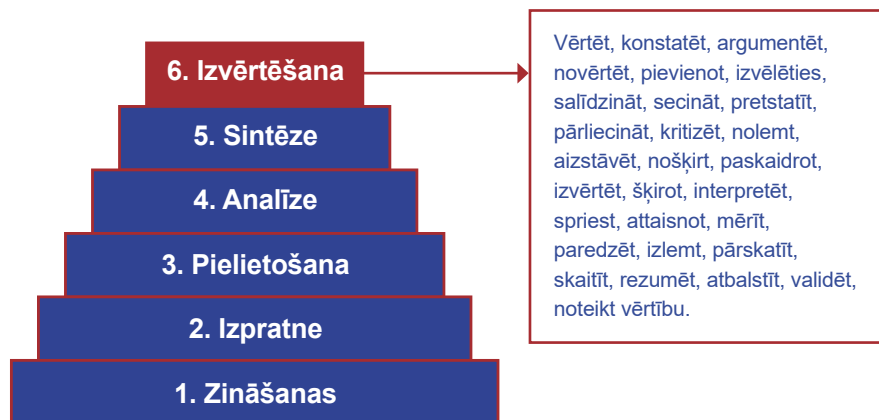 6. Izvērtēšana
5. Sintēze
4. Analīze
3. Pielietošana
2. Izpratne
1. Zināšanas
Vērtēt, konstatēt, argumentēt,
novērtēt, pievienot, izvēlēties,
salīdzināt, secināt, pretstatīt,
pārliecināt, kritizēt, nolemt,
aizstāvēt, nošķirt, paskaidrot,
izvērtēt, šķirot, interpretēt,
spriest, attaisnot, mērīt,
paredzēt, izlemt, pārskatīt,
skaitīt, rezumēt, atbalstīt, validēt,
noteikt vērtību.